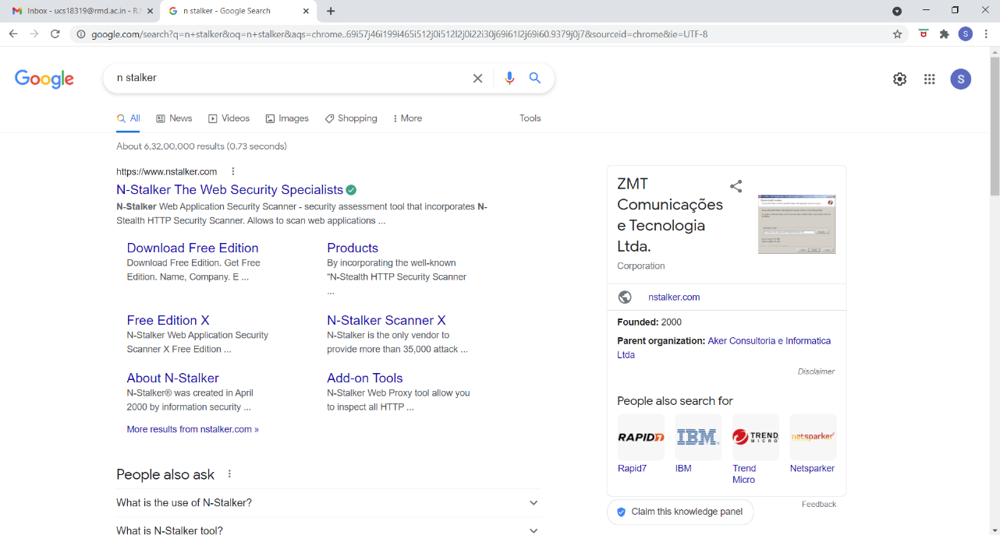 Inbox - ucs18319@rmd.ac.in - R.
n stalker - Google Search
google.com/search?q=n+stalker&oq=n+stalker&aqs=chrome..69i57j46i199i465i512j0i512l2j0i22i30j69i61l2j69i60.9379j0j7&sourceid=chrome&ie=UTF-8
S
Google
n stalker
S
All
News
Videos
Images
Shopping
More
Tools
About 6,32,00,000 results (0.73 seconds)
https://www.nstalker.com
N-Stalker The Web Security Specialists
N-Stalker Web Application Security Scanner - security assessment tool that incorporates N-
Stealth HTTP Security Scanner. Allows to scan web applications ...
Download Free Edition
Download Free Edition. Get Free
Edition. Name, Company. E ...
Products
By incorporating the well-known
"N-Stealth HTTP Security Scanner
...
Free Edition X
N-Stalker Web Application Security
Scanner X Free Edition ...
N-Stalker Scanner X
N-Stalker is the only vendor to
provide more than 35,000 attack ...
About N-Stalker
N-Stalker® was created in April
2000 by information security ...
Add-on Tools
N-Stalker Web Proxy tool allow you
to inspect all HTTP ...
More results from nstalker.com »
People also ask
What is the use of N-Stalker?
What is N-Stalker tool?
ZMT
Comunicações
e Tecnologia
Ltda.
Corporation
nstalker.com
Founded: 2000
Parent organization: Aker Consultoria e Informatica
Ltda
Disclaimer
People also search for
RAPID7
IBM
TREND
MICRO
netsparker
Rapid7
IBM
Trend
Micro
Netsparker
Feedback
Claim this knowledge panel